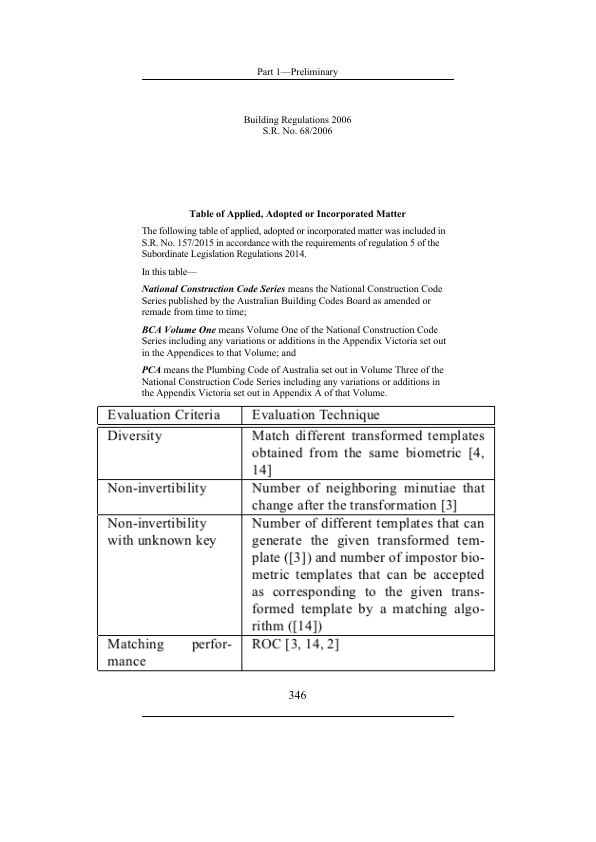 Part 1—Preliminary
Building Regulations 2006
S.R. No. 68/2006
Table of Applied, Adopted or Incorporated Matter
The following table of applied, adopted or incorporated matter was included in
S.R. No. 157/2015 in accordance with the requirements of regulation 5 of the
Subordinate Legislation Regulations 2014.
In this table—
National Construction Code Series means the National Construction Code
Series published by the Australian Building Codes Board as amended or
remade from time to time;
BCA Volume One means Volume One of the National Construction Code
Series including any variations or additions in the Appendix Victoria set out
in the Appendices to that Volume; and
PCA means the Plumbing Code of Australia set out in Volume Three of the
National Construction Code Series including any variations or additions in
the Appendix Victoria set out in Appendix A of that Volume.
Evaluation Criteria Evaluation Technique
Diversity Match different transformed templates
obtained from the same biometric [4,
14]
Non-invertibility Number of neighboring minutiae that
change after the transformation [3]
Non-invertibility Number of different templates that can
with unknown key generate the given transformed tem-
plate ([3]) and number of impostor bio-
metric templates that can be accepted
as corresponding to the given trans-
formed template by a matching algo-
rithm ([14])
Matching perfor- ROC [3, 14, 2]
mance
346